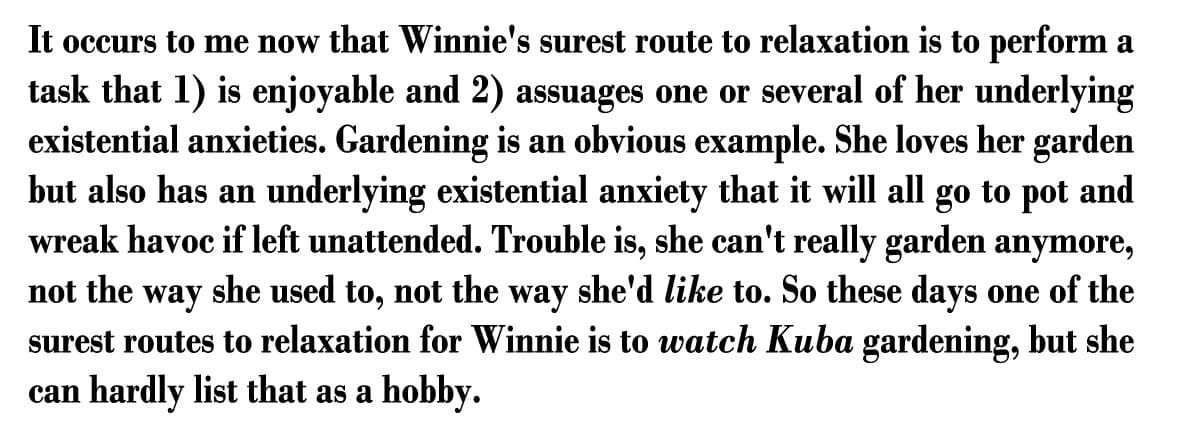 It occurs to me now that Winnie's surest route to relaxation is to perform a
task that 1) is enjoyable and 2) assuages one or several of her underlying
existential anxieties. Gardening is an obvious example. She loves her garden
but also has an underlying existential anxiety that it will all go to pot and
wreak havoc if left unattended. Trouble is, she can't really garden anymore,
not the way she used to, not the way she'd like to. So these days one of the
surest routes to relaxation for Winnie is to watch Kuba gardening, but she
can hardly list that as a hobby.